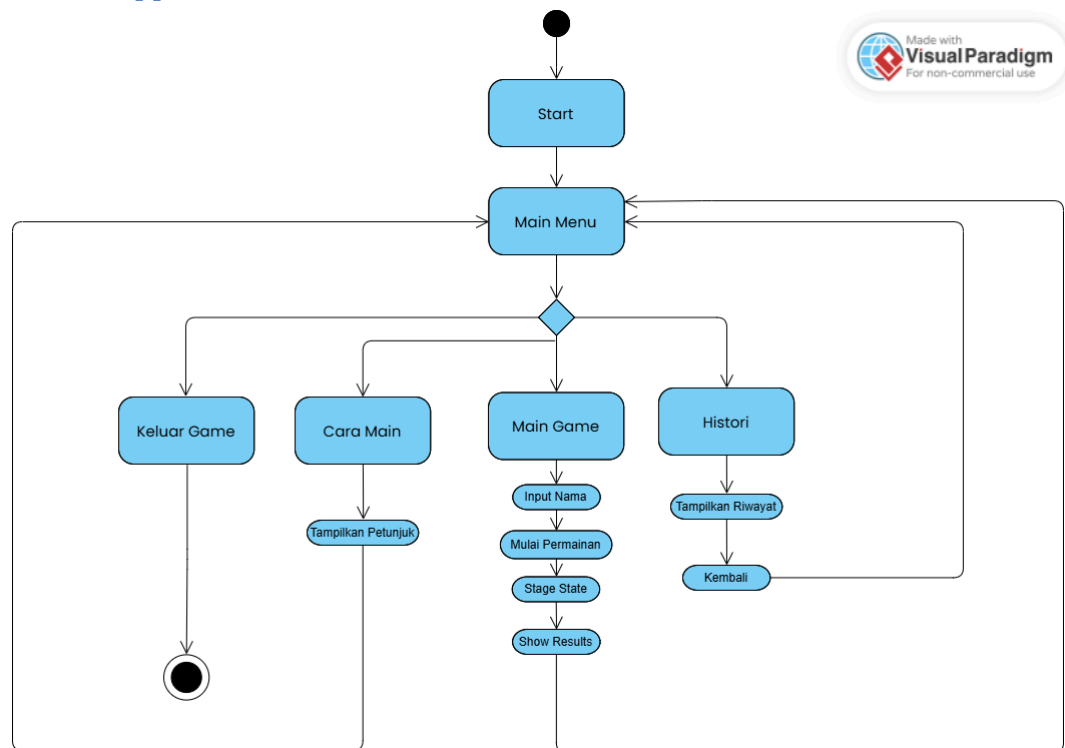 Made with
Visual Paradigm
For non-commercial use
Start
Main Menu
Keluar Game
Cara Main
Main Game
Histori
Input Nama
Tampilkan Riwayat
Tampilkan Petunjuk
Mulai Permainan
Kembali
Stage State
Show Results